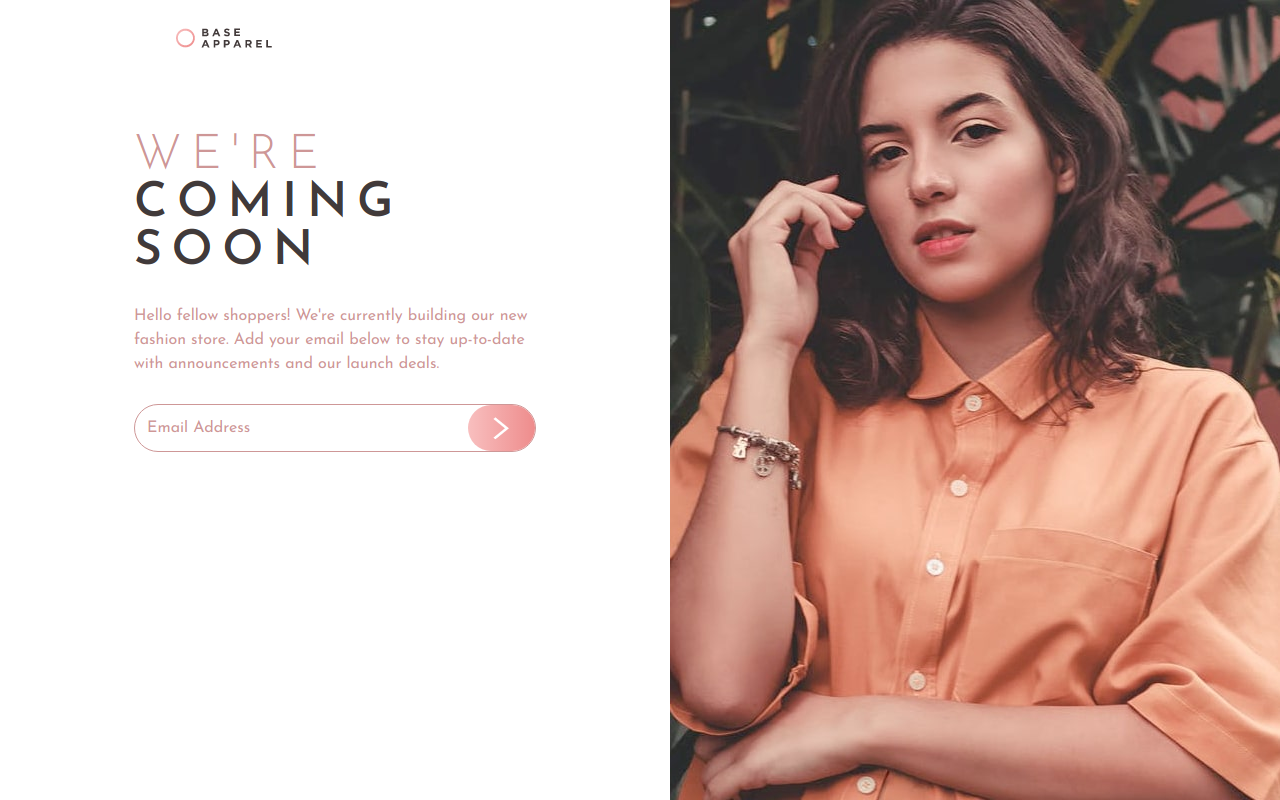 BASE
APPAREL
WE'RE
COMING
SOON
Hello fellow shoppers! We're currently building our new
fashion store. Add your email below to stay up-to-date
with announcements and our launch deals.
Email Address